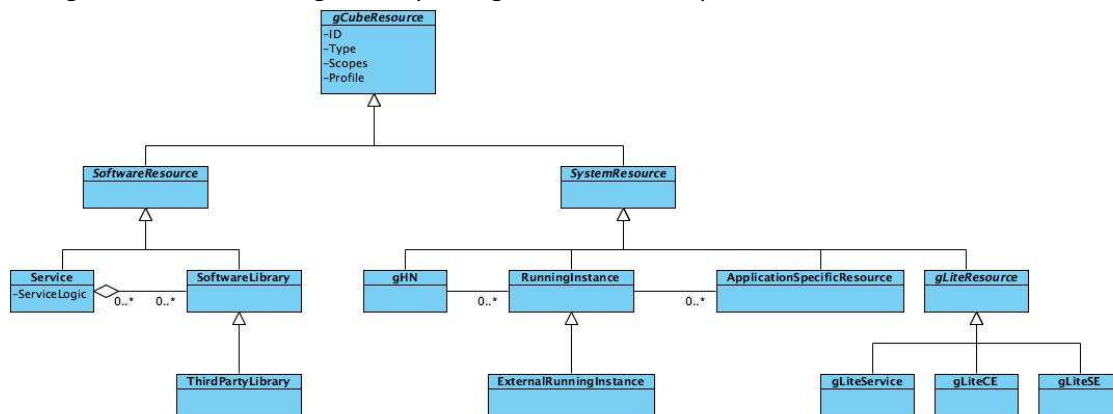 gCubeResource
-ID
-Type
-Scopes
-Profile
SoftwareResource
SystemResource
Service
-ServiceLogic
0..*
0..*
SoftwareLibrary
gHN
0..*
RunningInstance
0..*
ApplicationSpecificResource
gLiteResource
ThirdPartyLibrary
ExternalRunningInstance
gLiteService
gLiteCE
gLiteSE